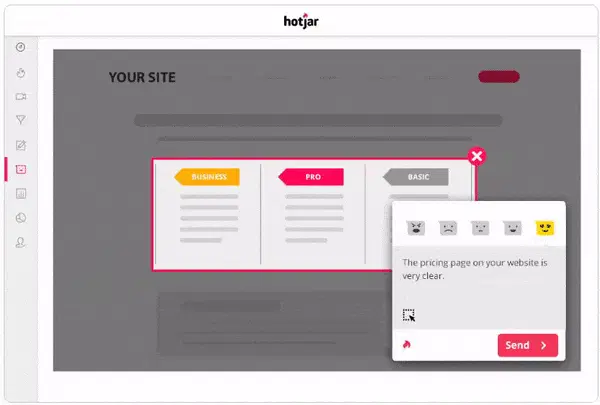 hotjar
YOUR SITE
BUSINESS
PRO
BASIC
The pricing page on your website is
very clear.
Send